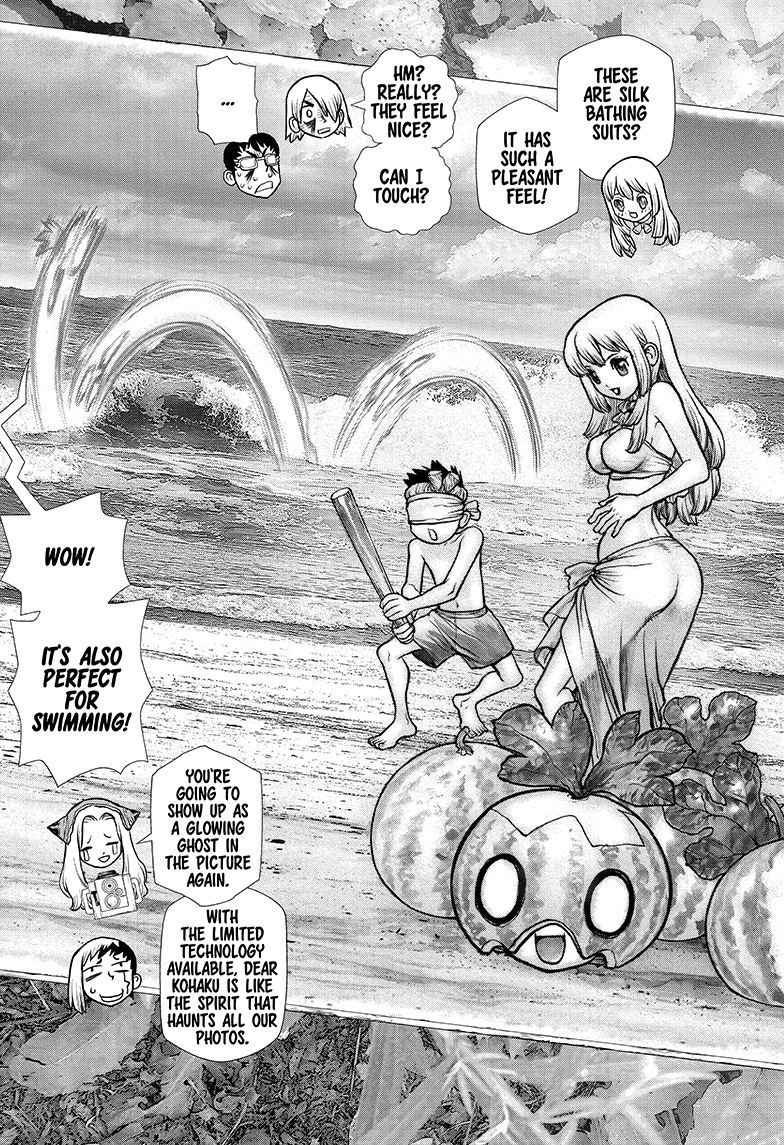 THESE
ARE SILK
BATHING
SUITS?
IT HAS
SUCH A
PLEASANT
FEEL!
HM?
REALLY?
THEY FEEL
NICE?
CAN I
TOUCH?
...
WOW!
IT'S ALSO
PERFECT
FOR
SWIMMING!
YOU'RE
GOING TO
SHOW UP AS
A GLOWING
GHOST IN
THE PICTURE
AGAIN.
WITH
THE LIMITED
TECHNOLOGY
AVAILABLE, DEAR
KOHAKU IS LIKE
THE SPIRIT THAT
HAUNTS ALL OUR
PHOTOS.